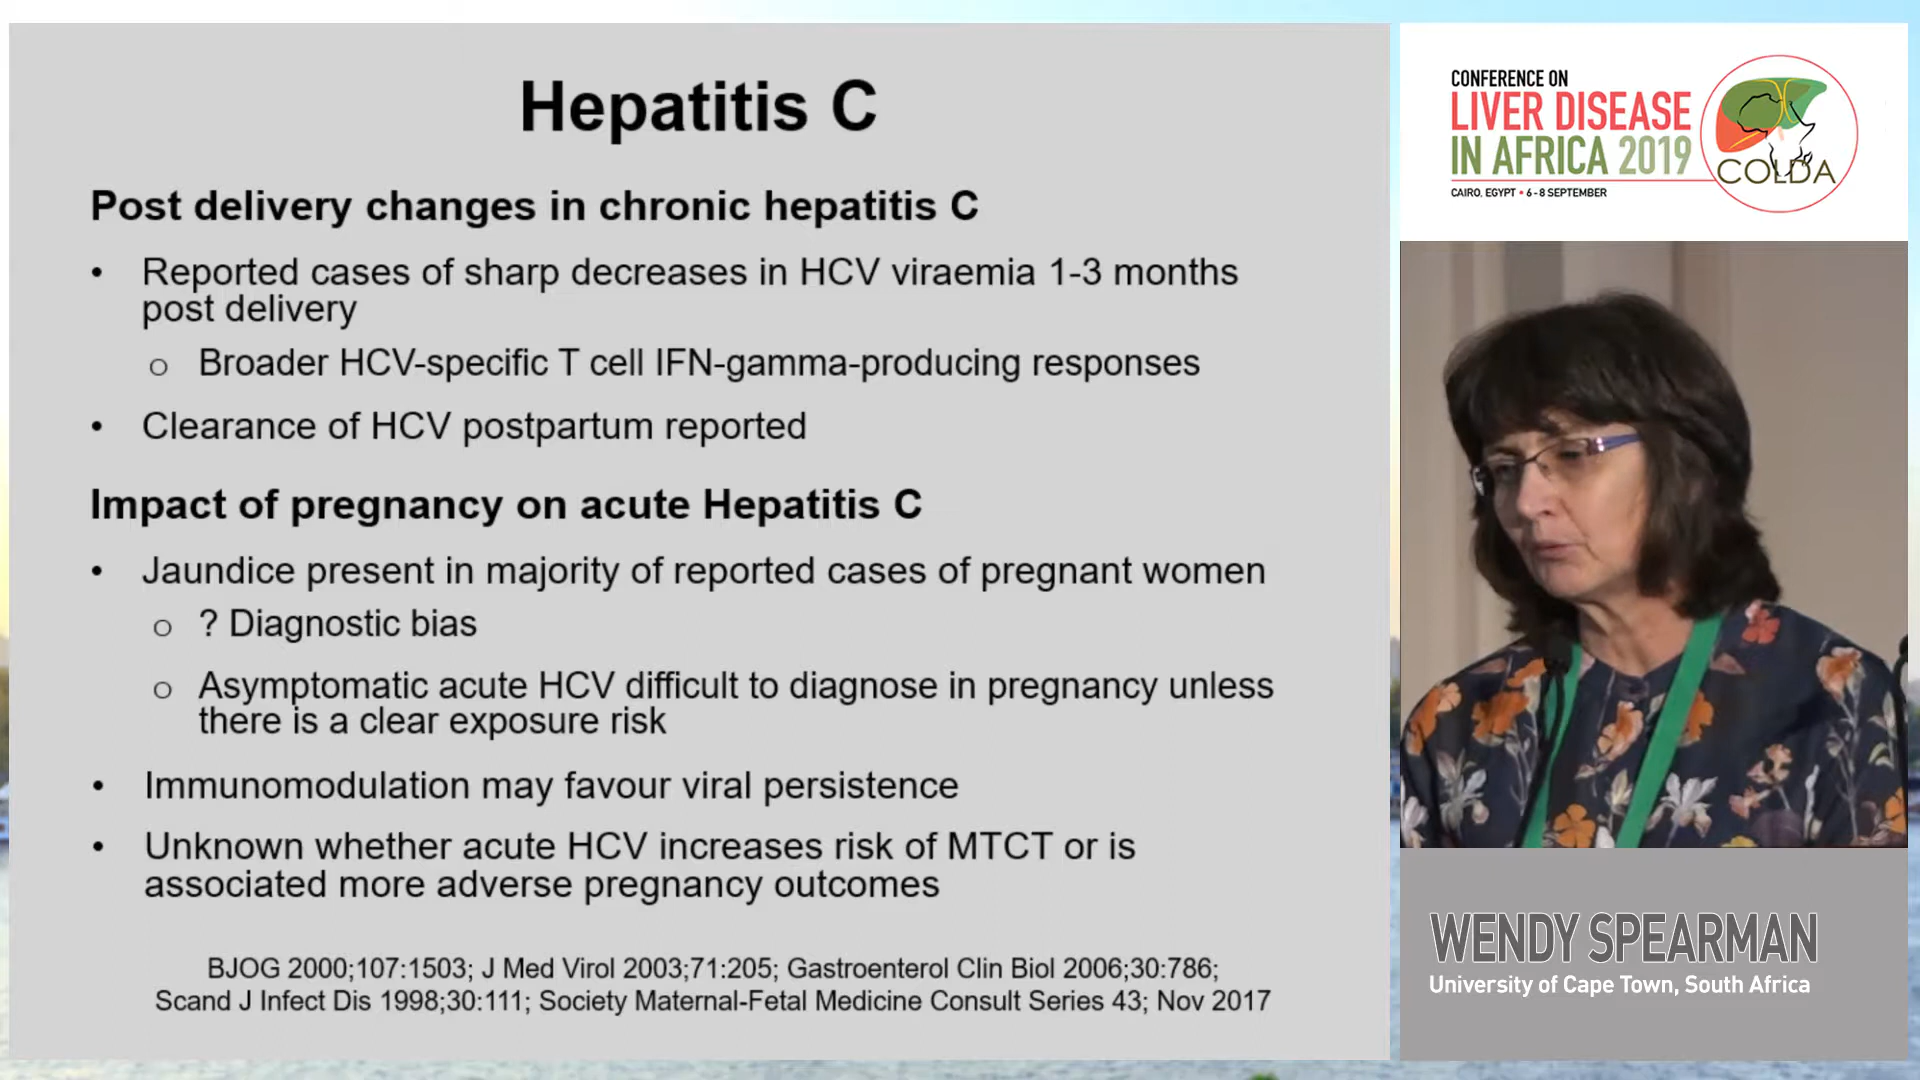 Hepatitis C
Post delivery changes in chronic hepatitis C
• Reported cases of sharp decreases in HCV viraemia 1-3 months
post delivery
o Broader HCV-specific T cell IFN-gamma-producing responses
• Clearance of HCV postpartum reported
Impact of pregnancy on acute Hepatitis C
• Jaundice present in majority of reported cases of pregnant women
o ? Diagnostic bias
o Asymptomatic acute HCV difficult to diagnose in pregnancy unless
there is a clear exposure risk
• Immunomodulation may favour viral persistence
• Unknown whether acute HCV increases risk of MTCT or is
associated more adverse pregnancy outcomes
BJOG 2000;107:1503; J Med Virol 2003;71:205; Gastroenterol Clin Biol 2006;30:786;
Scand J Infect Dis 1998;30:111; Society Maternal-Fetal Medicine Consult Series 43; Nov 2017
CONFERENCE ON
LIVER DISEASE
IN AFRICA 2019
CAIRO, EGYPT • 6 - 8 SEPTEMBER
COLDA
WENDY SPEARMAN
University of Cape Town, South Africa